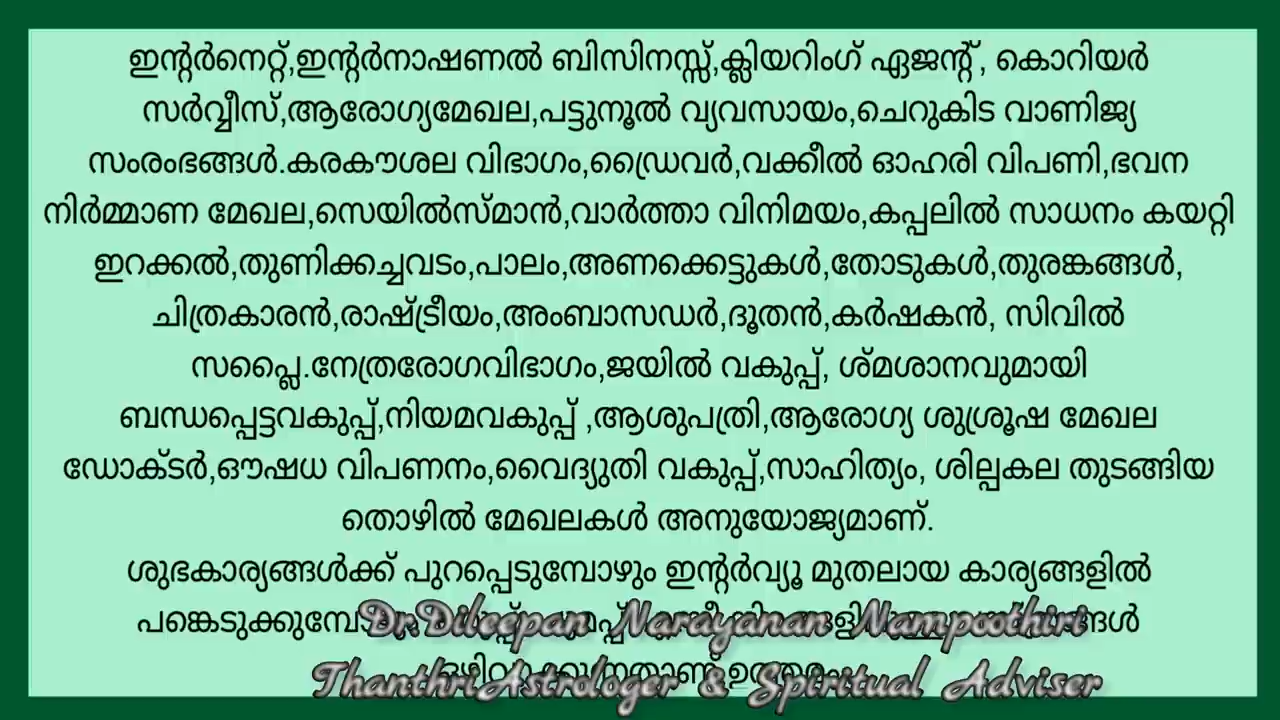 ഇന്റർനെറ്റ്,ഇന്റർനാഷണൽ ബിസിനസ്സ്,ക്ലിയറിംഗ് ഏജന്റ് , കൊറിയർ
സർവ്വീസ്,ആരോഗ്യമേഖല,പട്ടുനൂൽ വ്യവസായം,ചെറുകിട വാണിജ്യ
സംരംഭങ്ങൾ.കരകൗശല വിഭാഗം,ഡ്രൈവർ,വക്കീൽ ഓഹരി വിപണി,ഭവന
നിർമ്മാണ മേഖല,സെയിൽസ്മാൻ,വാർത്താ വിനിമയം,കപ്പലിൽ സാധനം കയറ്റി
ഇറക്കൽ,തുണിക്കച്ചവടം,പാലം,അണക്കെട്ടുകൾ,തോടുകൾ,തുരങ്കങ്ങൾ,
ചിത്രകാരൻ,രാഷ്ട്രീയം,അംബാസഡർ,ദൂതൻ,കർഷകൻ, സിവിൽ
സപ്ലൈ.നേത്രരോഗവിഭാഗം,ജയിൽ വകുപ്പ്, ശ്മശാനവുമായി
ബന്ധപ്പെട്ടവകുപ്പ്,നിയമവകുപ്പ് ,ആശുപത്രി,ആരോഗ്യ ശുശ്രൂഷ മേഖല
ഡോക്ടർ,ഔഷധ വിപണനം,വൈദ്യുതി വകുപ്പ്,സാഹിത്യം, ശില്പകല തുടങ്ങിയ
തൊഴിൽ മേഖലകൾ അനുയോജ്യമാണ്.
ശുഭകാര്യങ്ങൾക്ക് പുറപ്പെടുമ്പോഴും ഇന്റർവ്യൂ മുതലായ കാര്യങ്ങളിൽ
Dr.Dileepan Narayanan Nampoothiri
Thanthri Astrologer & Spiritual Adviser